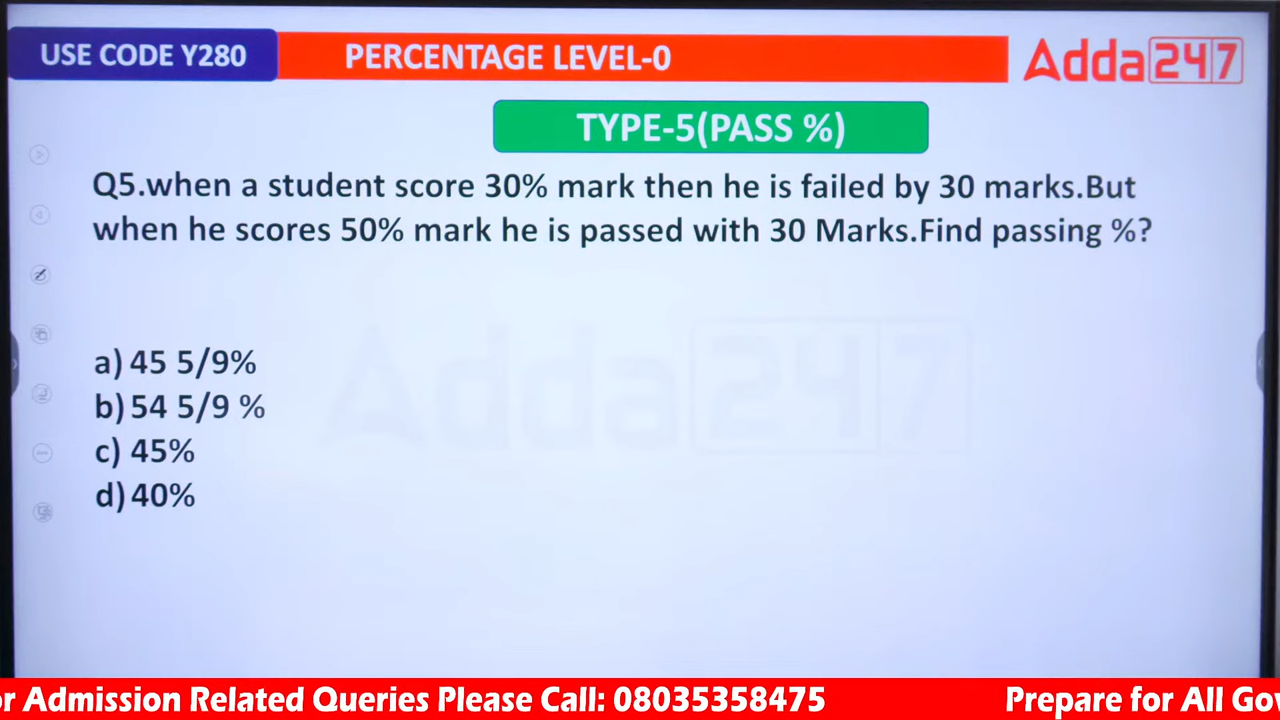 USE CODE Y280
PERCENTAGE LEVEL-0
Adda247
TYPE-5(PASS %)
Q5.when a student score 30% mark then he is failed by 30 marks.But
when he scores 50% mark he is passed with 30 Marks.Find passing %?
Adda247
a) 45 5/9%
b) 54 5/9 %
c) 45%
d) 40%
or Admission Related Queries Please Call: 08035358475
Prepare for All Gov